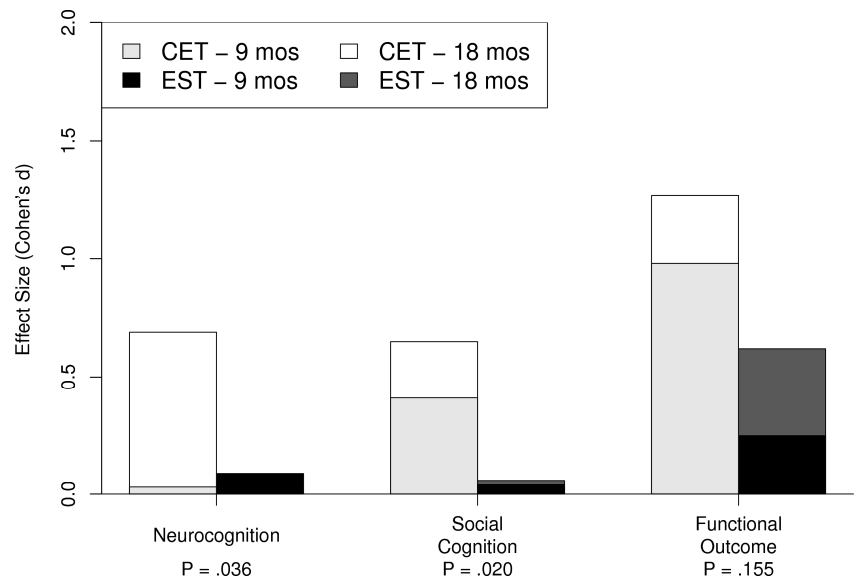 2.0
1.5
1.0
0.5
0.0
Effect Size (Cohen's d)
CET – 9 mos
CET – 18 mos
EST – 9 mos
EST – 18 mos
Neurocognition
P = .036
Social
Cognition
P = .020
Functional
Outcome
P = .155